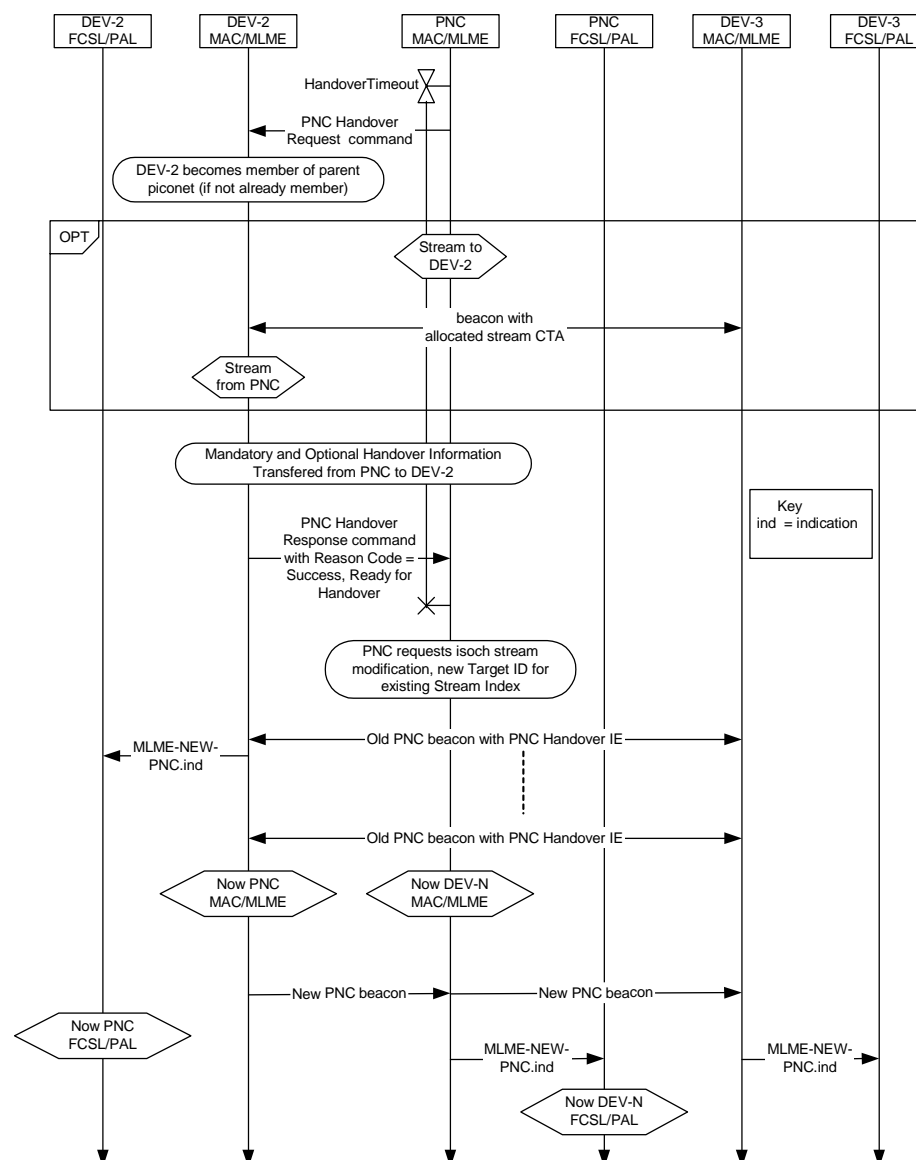 DEV-2
FCSL/PAL
DEV-2
MAC/MLME
PNC
MAC/MLME
PNC
FCSL/PAL
DEV-3
MAC/MLME
DEV-3
FCSL/PAL
HandoverTimeout
PNC Handover
Request command
DEV-2 becomes member of parent
piconet (if not already member)
OPT
Stream to
DEV-2
beacon with
allocated stream CTA
Stream
from PNC
Mandatory and Optional Handover Information
Transfered from PNC to DEV-2
Key
ind = indication
PNC Handover
Response command
with Reason Code =
Success, Ready for
Handover
PNC requests isoch stream
modification, new Target ID for
existing Stream Index
Old PNC beacon with PNC Handover IE
MLME-NEW-
PNC.ind
Old PNC beacon with PNC Handover IE
Now PNC
MAC/MLME
Now DEV-N
MAC/MLME
New PNC beacon
New PNC beacon
Now PNC
FCSL/PAL
MLME-NEW-
PNC.ind
MLME-NEW-
PNC.ind
Now DEV-N
FCSL/PAL